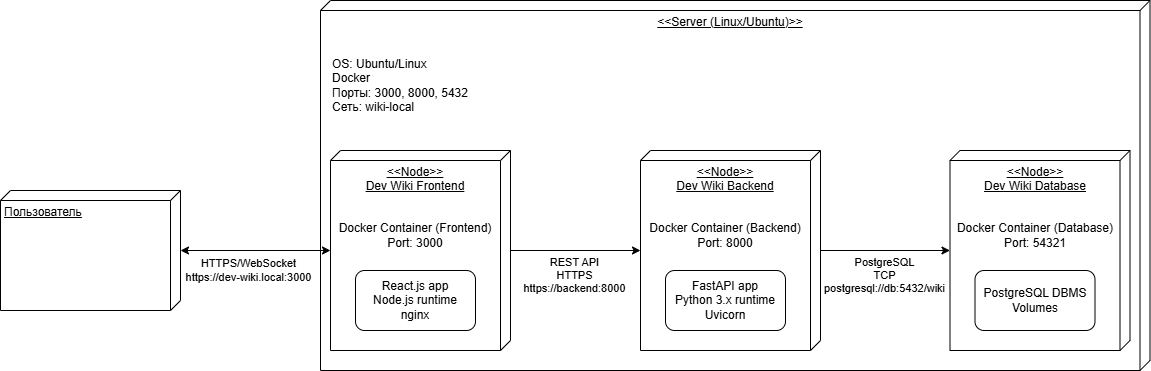 <<Server (Linux/Ubuntu)>>
OS: Ubuntu/Linux
Docker
Порты: 3000, 8000, 5432
Сеть: wiki-local
Пользователь
HTTPS/WebSocket
https://dev-wiki.local:3000
<<Node>>
Dev Wiki Frontend
Docker Container (Frontend)
Port: 3000
React.js app
Node.js runtime
nginx
REST API
HTTPS
https://backend:8000
<<Node>>
Dev Wiki Backend
Docker Container (Backend)
Port: 8000
FastAPI app
Python 3.x runtime
Uvicorn
PostgreSQL
TCP
postgresql://db:5432/wiki
<<Node>>
Dev Wiki Database
Docker Container (Database)
Port: 54321
PostgreSQL DBMS
Volumes